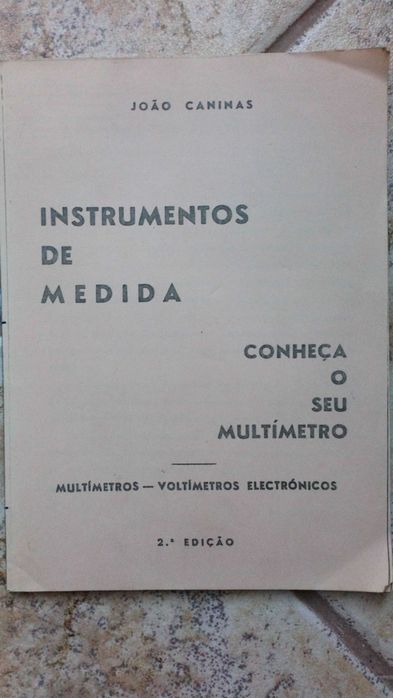 JOÃO CANINAS
INSTRUMENTOS
DE
MEDIDA
CONHEÇA
O
SEU
MULTÍMETRO
MULTÍMETROS — VOLTÍMETROS ELECTRÓNICOS
2.ª EDIÇÃO